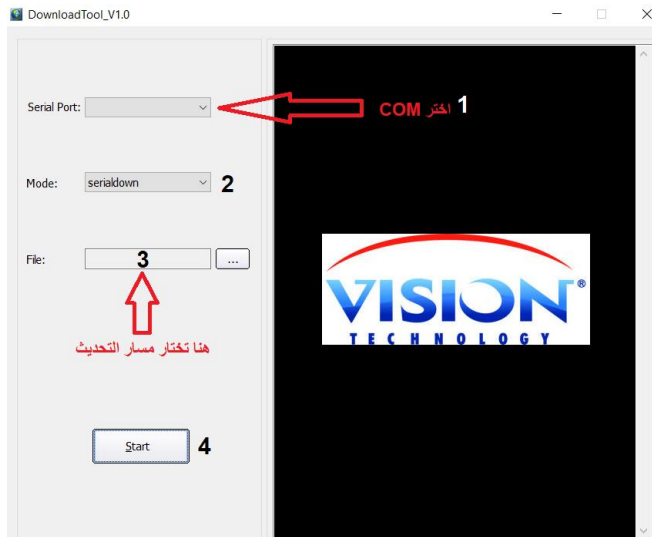 DownloadTool_V1.0
Serial Port:
1 اختر COM
Mode: serialdown 2
File: 3 ...
هنا تختار مسار التحديث
VISION®
TECHNOLOGY
Start 4